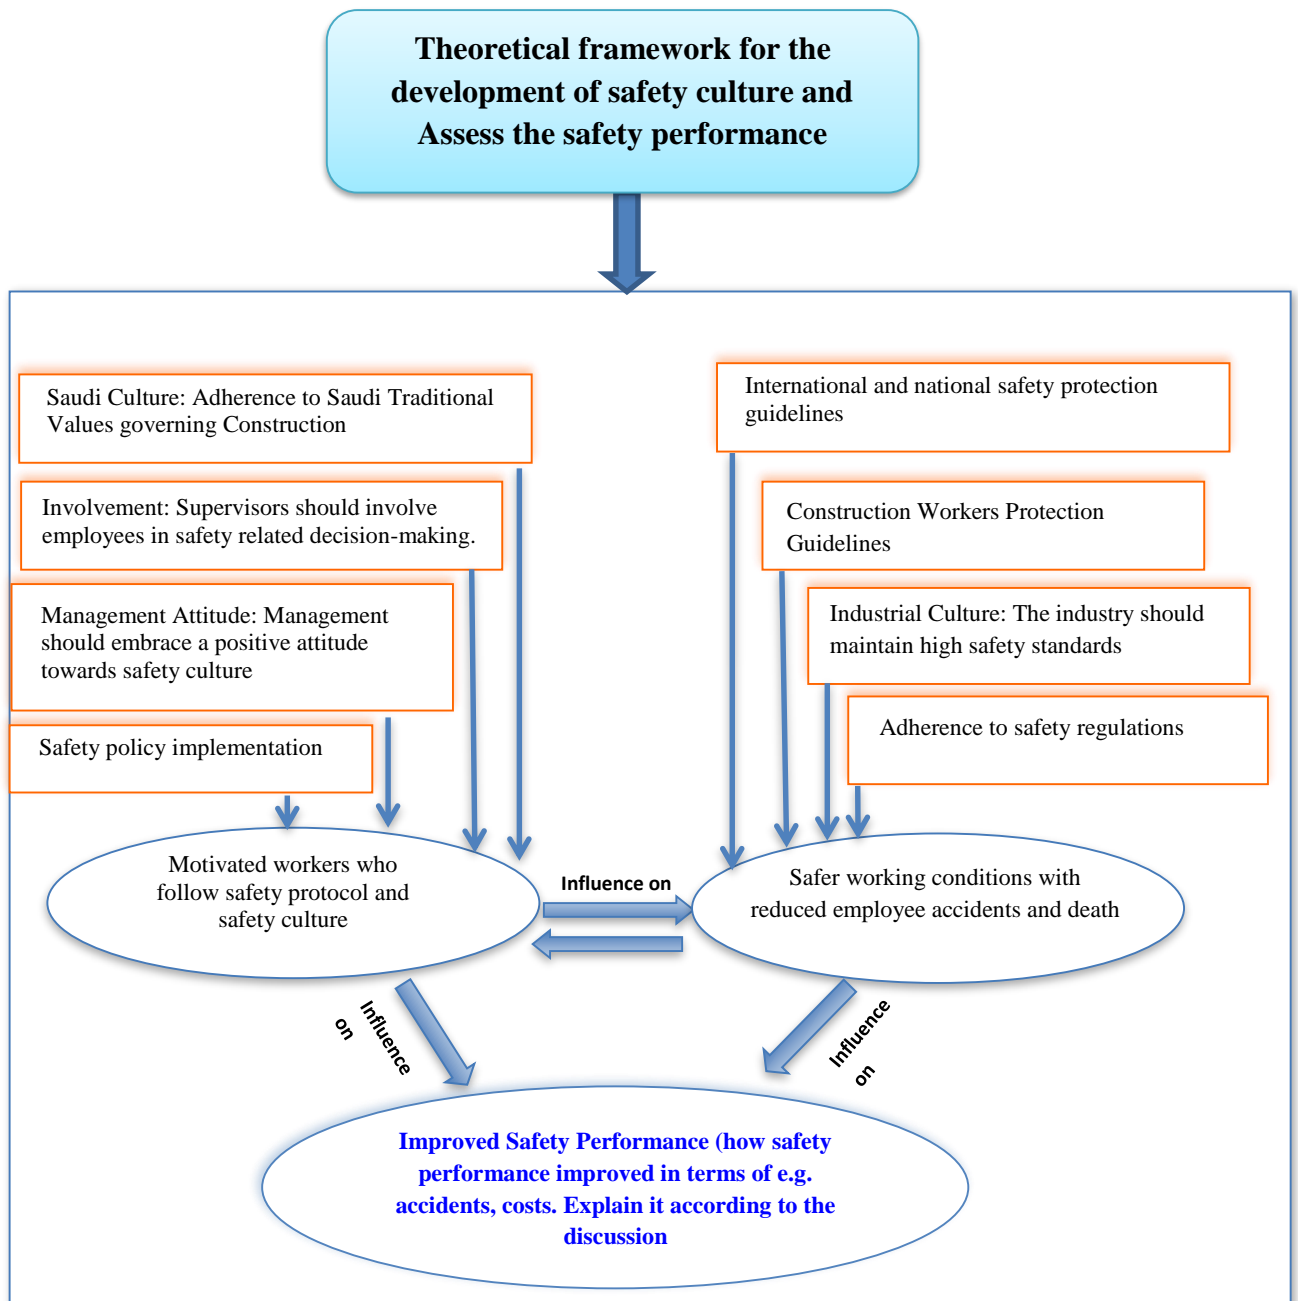 Theoretical framework for the
development of safety culture and
Assess the safety performance
Saudi Culture: Adherence to Saudi Traditional
Values governing Construction
Involvement: Supervisors should involve
employees in safety related decision-making.
Management Attitude: Management
should embrace a positive attitude
towards safety culture
Safety policy implementation
International and national safety protection
guidelines
Construction Workers Protection
Guidelines
Industrial Culture: The industry should
maintain high safety standards
Adherence to safety regulations
Motivated workers who
follow safety protocol and
safety culture
Influence on
Safer working conditions with
reduced employee accidents and death
Influence
on
Influence
on
Improved Safety Performance (how safety
performance improved in terms of e.g.
accidents, costs. Explain it according to the
discussion